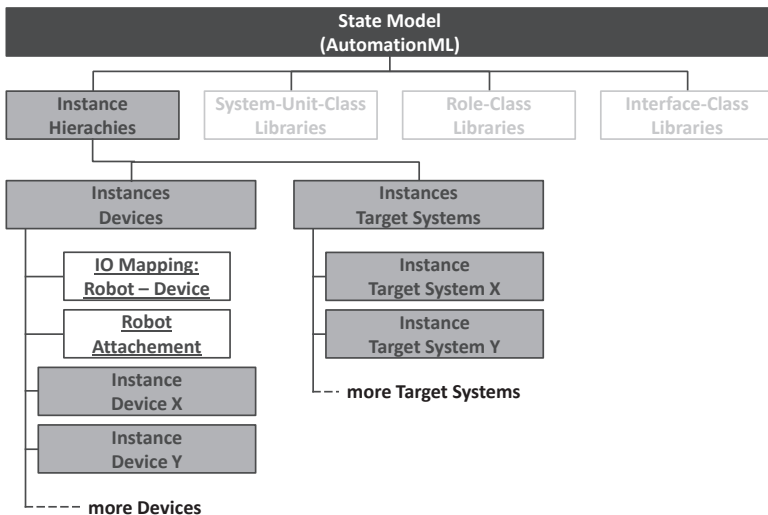 State Model
(AutomationML)
Instance
Hierachies
System-Unit-Class
Libraries
Role-Class
Libraries
Interface-Class
Libraries
Instances
Devices
Instances
Target Systems
IO Mapping:
Robot – Device
Robot
Attachement
Instance
Device X
Instance
Device Y
more Devices
Instance
Target System X
Instance
Target System Y
more Target Systems